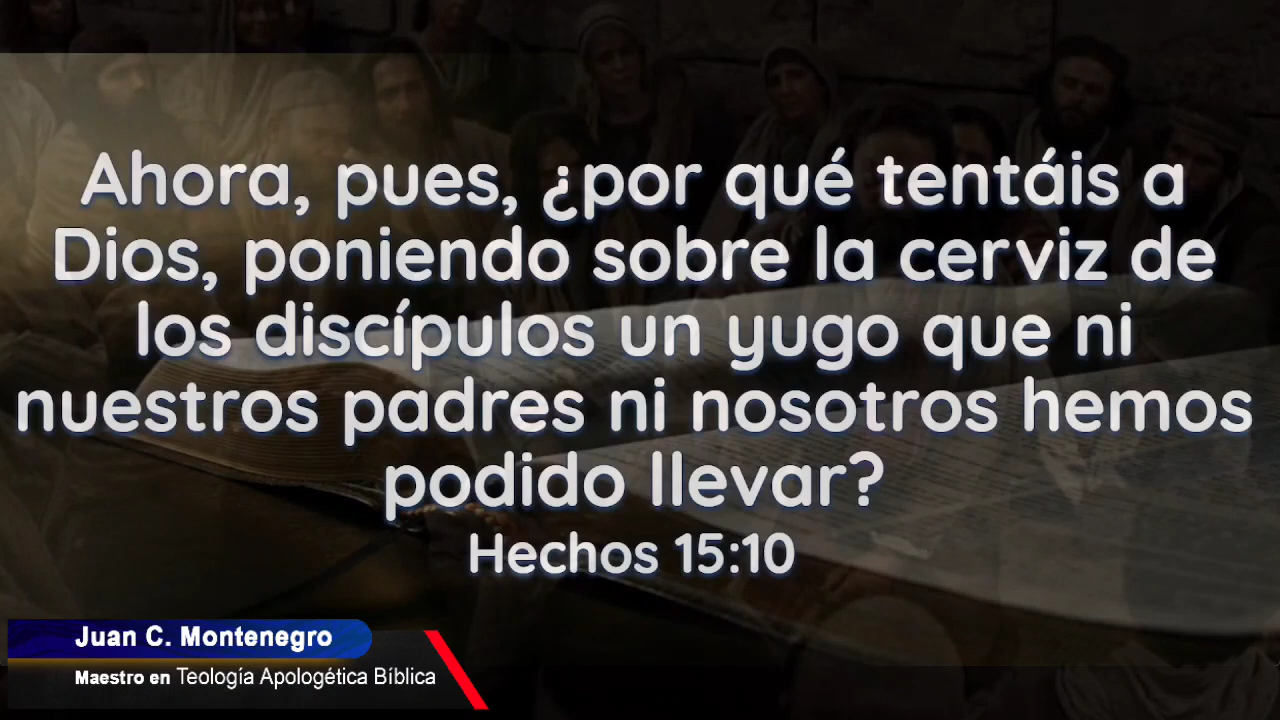 Ahora, pues, ¿por qué tentáis a
Dios, poniendo sobre la cerviz de
los discípulos un yugo que ni
nuestros padres ni nosotros hemos
podido llevar?
Hechos 15:10
Juan C. Montenegro
Maestro en Teología Apologética Bíblica